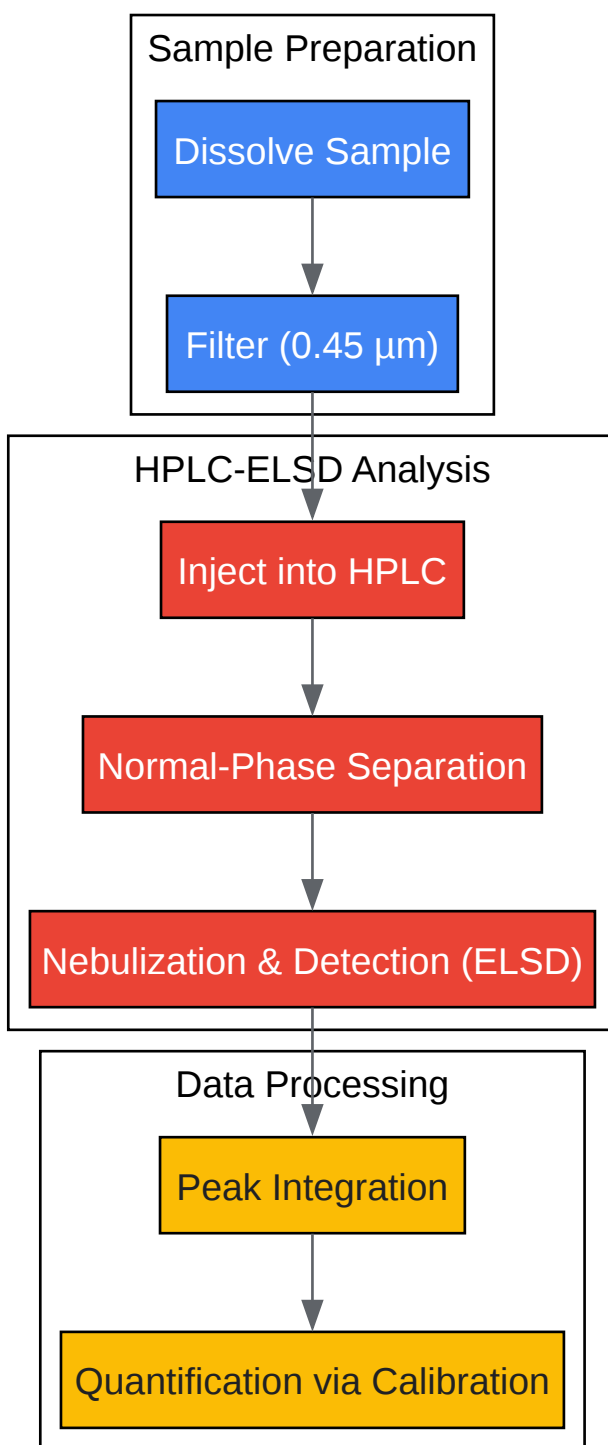 Sample Preparation
Dissolve Sample
Filter (0.45 µm)
HPLC-ELSD Analysis
Inject into HPLC
Normal-Phase Separation
Nebulization & Detection (ELSD)
Data Processing
Peak Integration
Quantification via Calibration